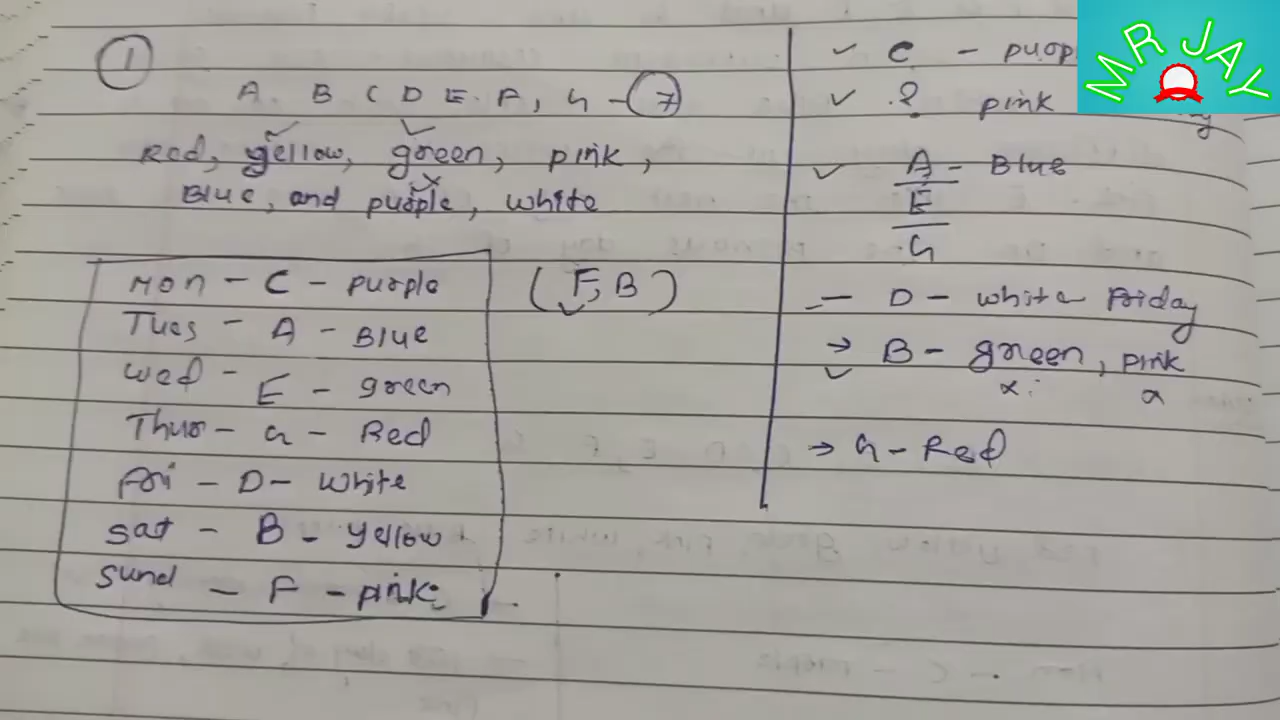 1
A B C D E. F, G - 7
Red, yellow, green, pink,
Blue, and purple, white
Mon - C - purple
Tues - A - Blue
Wed - E - green
Thur - G - Red
Fri - D - white
Sat - B - yellow
Sund - F - pink
(F, B)
C - purp
? pink
A - Blue
E
G
- D - white Friday
→ B - green, pink
x x
→ G - Red
MR JAY